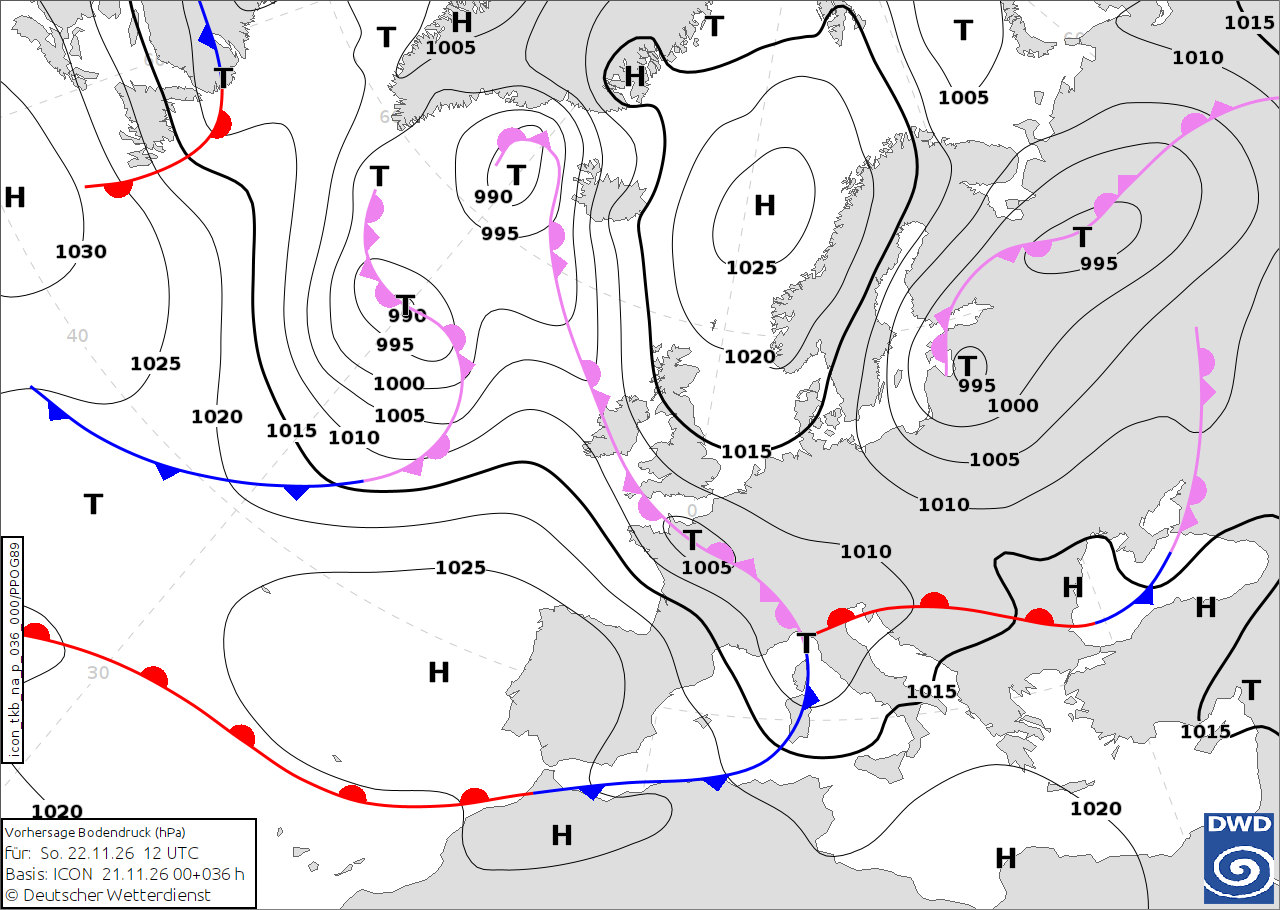 H
T
T
T
1015
1005
1010
T
H
1005
60
T
T
H
990
H
995
T
1030
1025
995
T
990
40
995
1020
T
1025
1000
995
1000
1020
1005
1015
1010
1015
1005
T
1010
0
T
1010
1025
1005
H
H
T
30
H
T
1015
1015
1020
1020
H
H
icon_tkb_na_p_036_000/PPOG89
Vorhersage Bodendruck (hPa)
für: So. 22.11.26 12 UTC
Basis: ICON 21.11.26 00+036 h
© Deutscher Wetterdienst
DWD